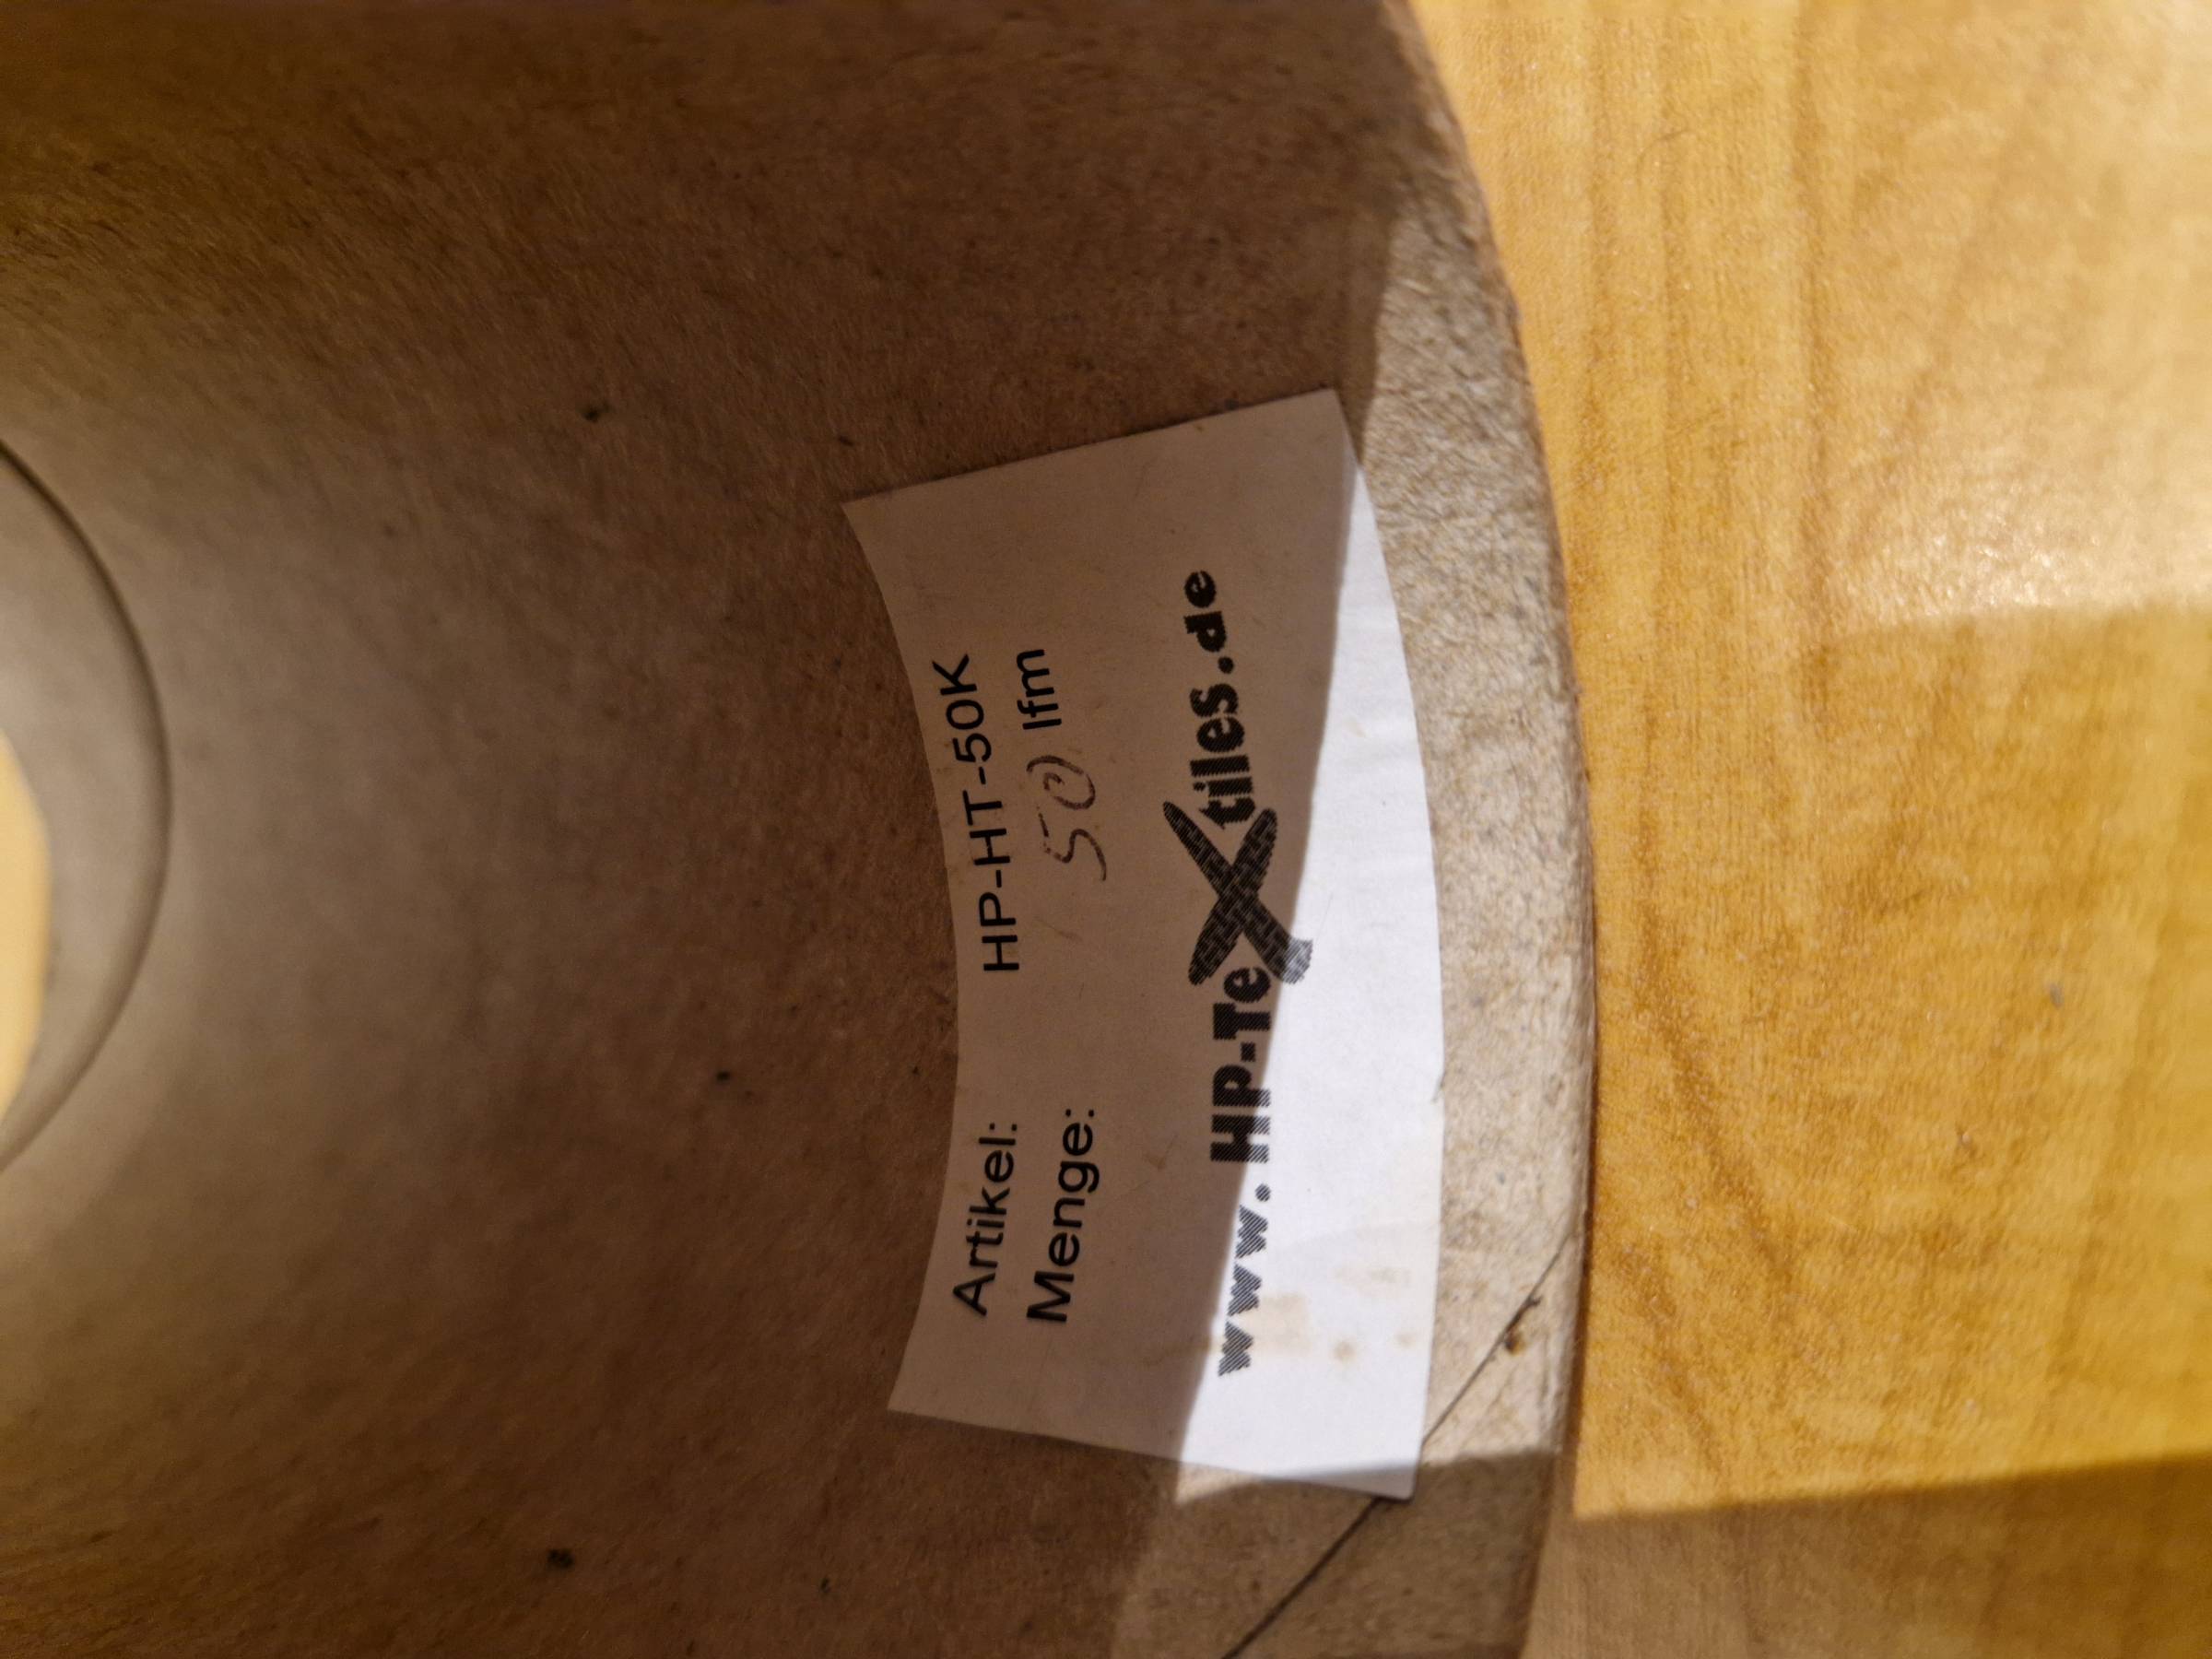 Artikel: HP-HT-50K
Menge: 50 lfm
www.HP-TeXtiles.de